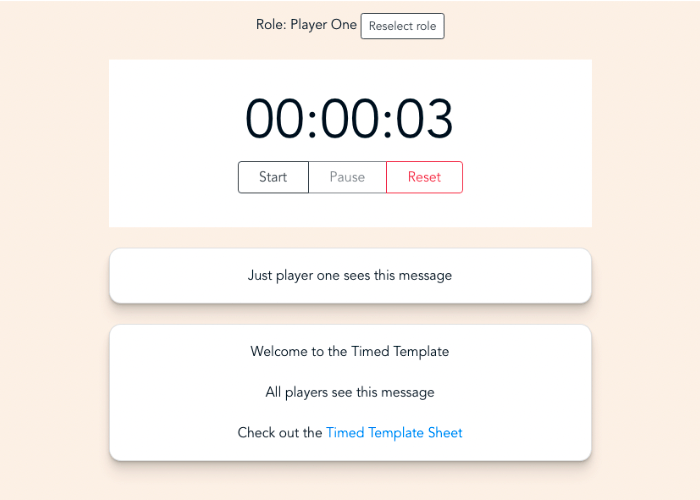 Role: Player One Reselect role
00:00:03
Start Pause Reset
Just player one sees this message
Welcome to the Timed Template
All players see this message
Check out the Timed Template Sheet